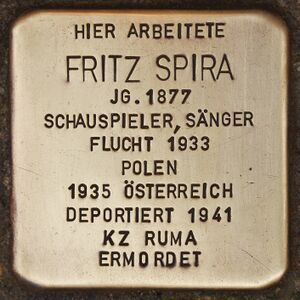 HIER ARBEITETE
FRITZ SPIRA
JG. 1877
SCHAUSPIELER, SÄNGER
FLUCHT 1933
POLEN
1935 ÖSTERREICH
DEPORTIERT 1941
KZ RUMA
ERMORDET